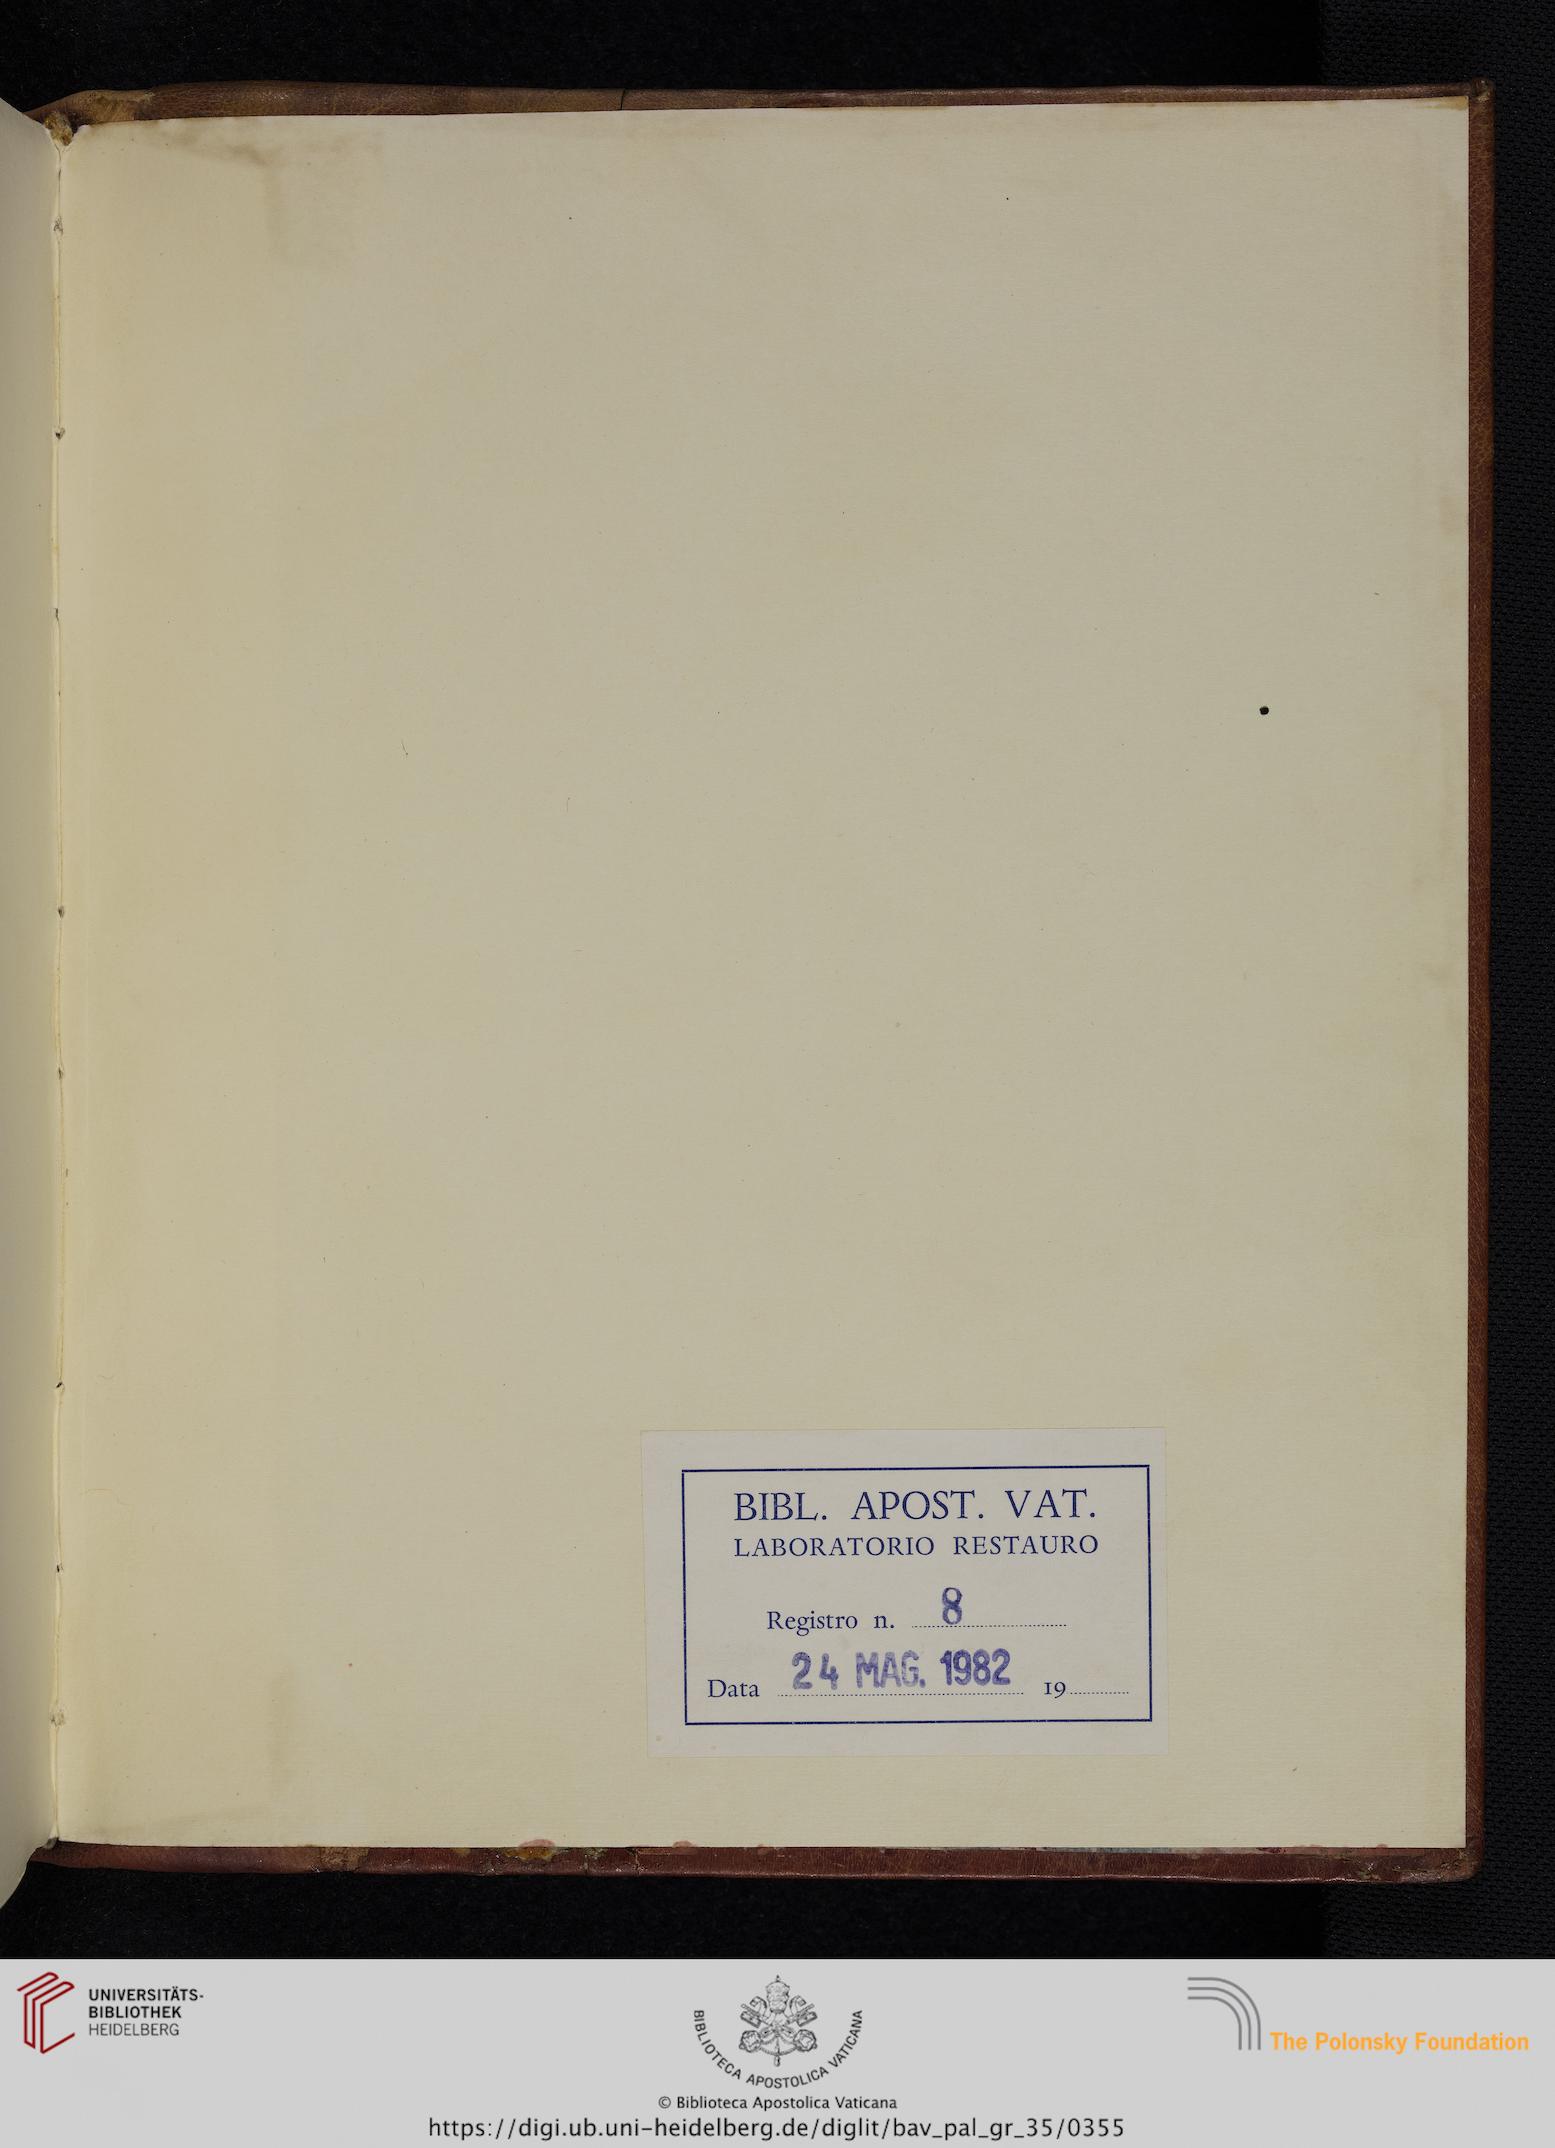 BIBL. APOST. VAT.
LABORATORIO RESTAURO
Registro n. 8
Data 24 MAG. 1982 19
UNIVERSITÄTS-
BIBLIOTHEK
HEIDELBERG
BIBLIOTECA APOSTOLICA VATICANA
The Polonsky Foundation
© Biblioteca Apostolica Vaticana
https://digi.ub.uni-heidelberg.de/diglit/bav_pal_gr_35/0355